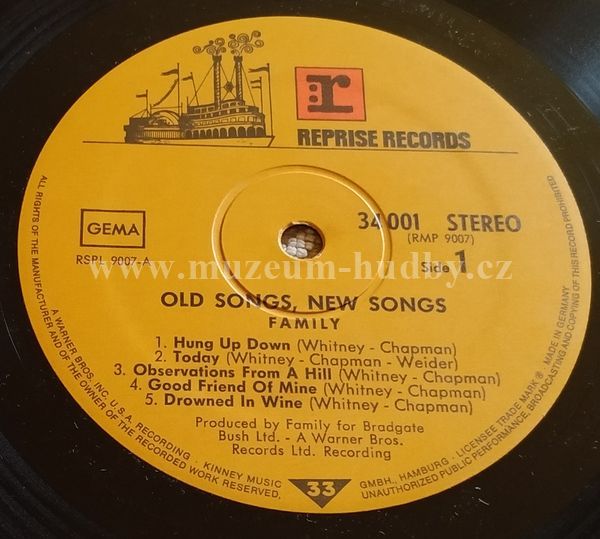 r
REPRISE RECORDS
GEMA
RSPL 9007-A
34 001 STEREO
(RMP 9007)
Side 1
www.muzeum-hudby.cz
OLD SONGS, NEW SONGS
FAMILY
1. Hung Up Down (Whitney - Chapman)
2. Today (Whitney - Chapman - Weider)
3. Observations From A Hill (Whitney - Chapman)
4. Good Friend Of Mine (Whitney - Chapman)
5. Drowned In Wine (Whitney - Chapman)
Produced by Family for Bradgate
Bush Ltd. - A Warner Bros.
Records Ltd. Recording
33
ALL RIGHTS OF THE MANUFACTURER AND OF THE OWNER OF THE RECORDED WORK RESERVED.
A WARNER BROS. INC. U.S.A. RECORDING - KINNEY MUSIC
GMBH., HAMBURG - LICENSEE TRADE MARK ® MADE IN GERMANY
UNAUTHORIZED PUBLIC PERFORMANCE, BROADCASTING AND COPYING OF THIS RECORD PROHIBITED